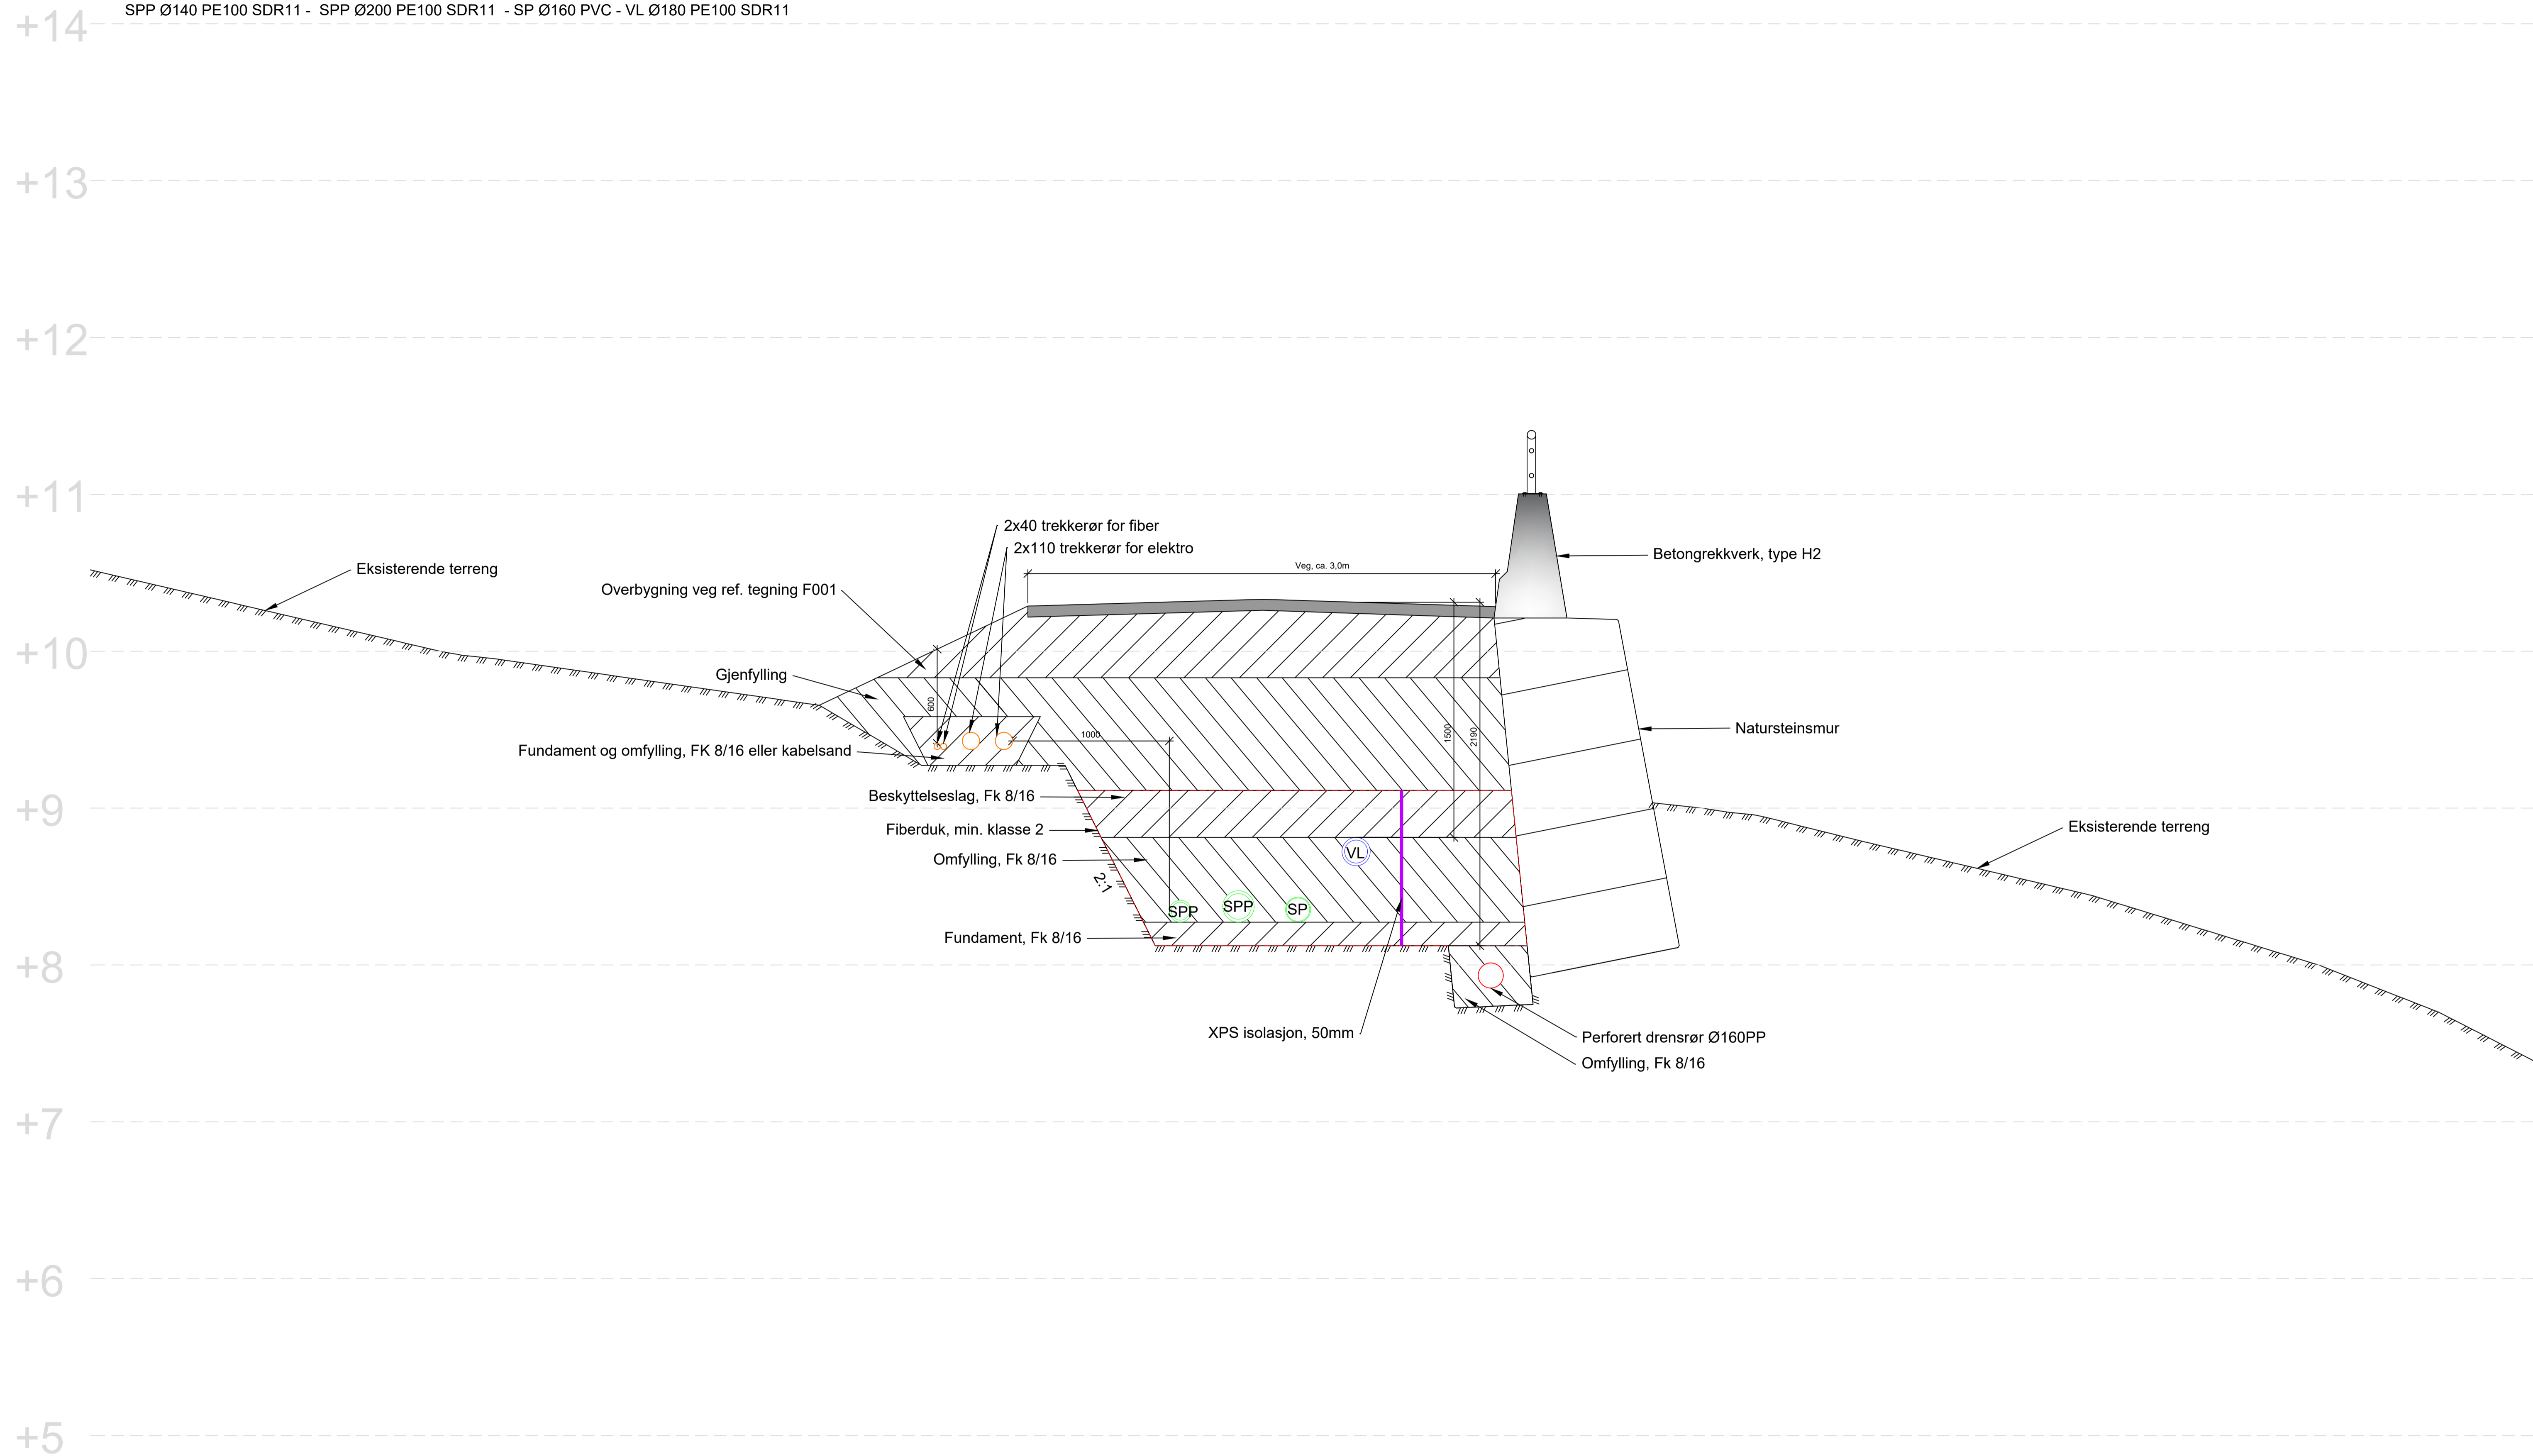 SPP Ø140 PE100 SDR11 - SPP Ø200 PE100 SDR11 - SP Ø160 PVC - VL Ø180 PE100 SDR11
+14
+13
+12
+11
2x40 trekkerør for fiber
2x110 trekkerør for elektro
Betongrekkverk, type H2
Veg, ca. 3,0m
Eksisterende terreng
Overbygning veg ref. tegning F001
+10
Gjenfylling
600
Natursteinsmur
1500
2190
1000
Fundament og omfylling, FK 8/16 eller kabelsand
Beskyttelseslag, Fk 8/16
+9
Fiberduk, min. klasse 2
Eksisterende terreng
VL
Omfylling, Fk 8/16
2:1
SPP
SPP
SP
Fundament, Fk 8/16
+8
XPS isolasjon, 50mm
Perforert drensrør Ø160PP
Omfylling, Fk 8/16
+7
+6
+5